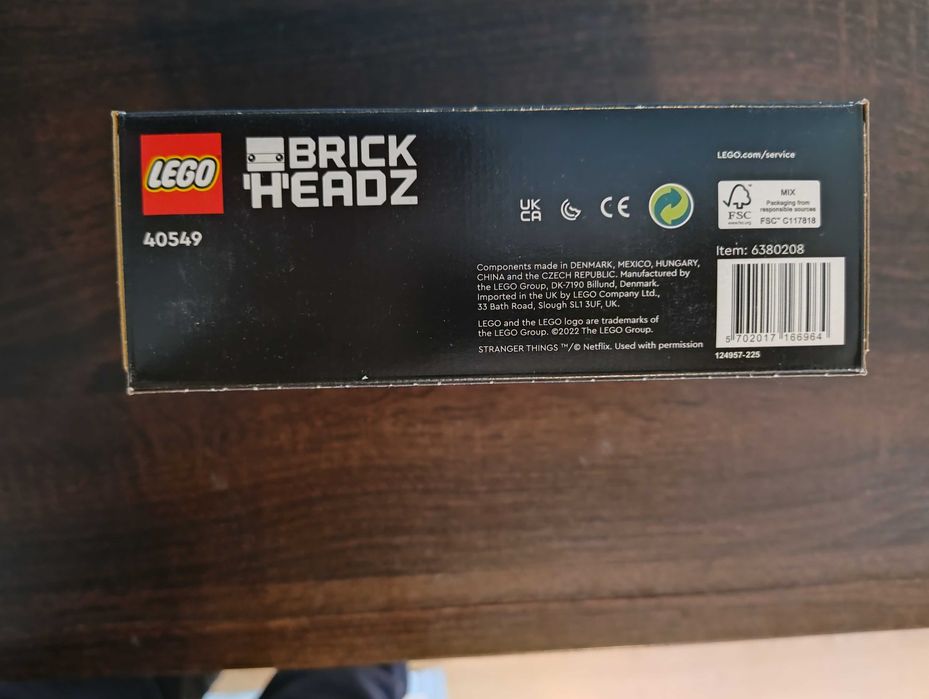 LEGO
BRICK
HEADZ
40549
UK
CA
CE
LEGO.com/service
FSC
www.fsc.org
MIX
Packaging from
responsible sources
FSC™ C117818
Item: 6380208
Components made in DENMARK, MEXICO, HUNGARY,
CHINA and the CZECH REPUBLIC. Manufactured by
the LEGO Group, DK-7190 Billund, Denmark.
Imported in the UK by LEGO Company Ltd.,
33 Bath Road, Slough SL1 3UF, UK.
LEGO and the LEGO logo are trademarks of
the LEGO Group. ©2022 The LEGO Group.
STRANGER THINGS ™/© Netflix. Used with permission
5 702017 166964
124957-225